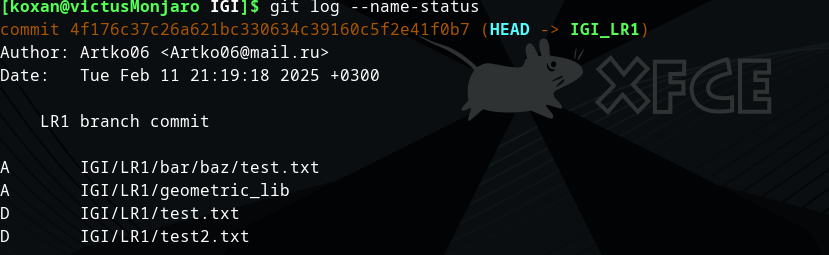 [koxan@victusMonjaro IGI]$ git log --name-status
commit 4f176c37c26a621bc330634c39160c5f2e41f0b7 (HEAD -> IGI_LR1)
Author: Artko06 <Artko06@mail.ru>
Date:   Tue Feb 11 21:19:18 2025 +0300

    LR1 branch commit

A       IGI/LR1/bar/baz/test.txt
A       IGI/LR1/geometric_lib
D       IGI/LR1/test.txt
D       IGI/LR1/test2.txt
XFCE